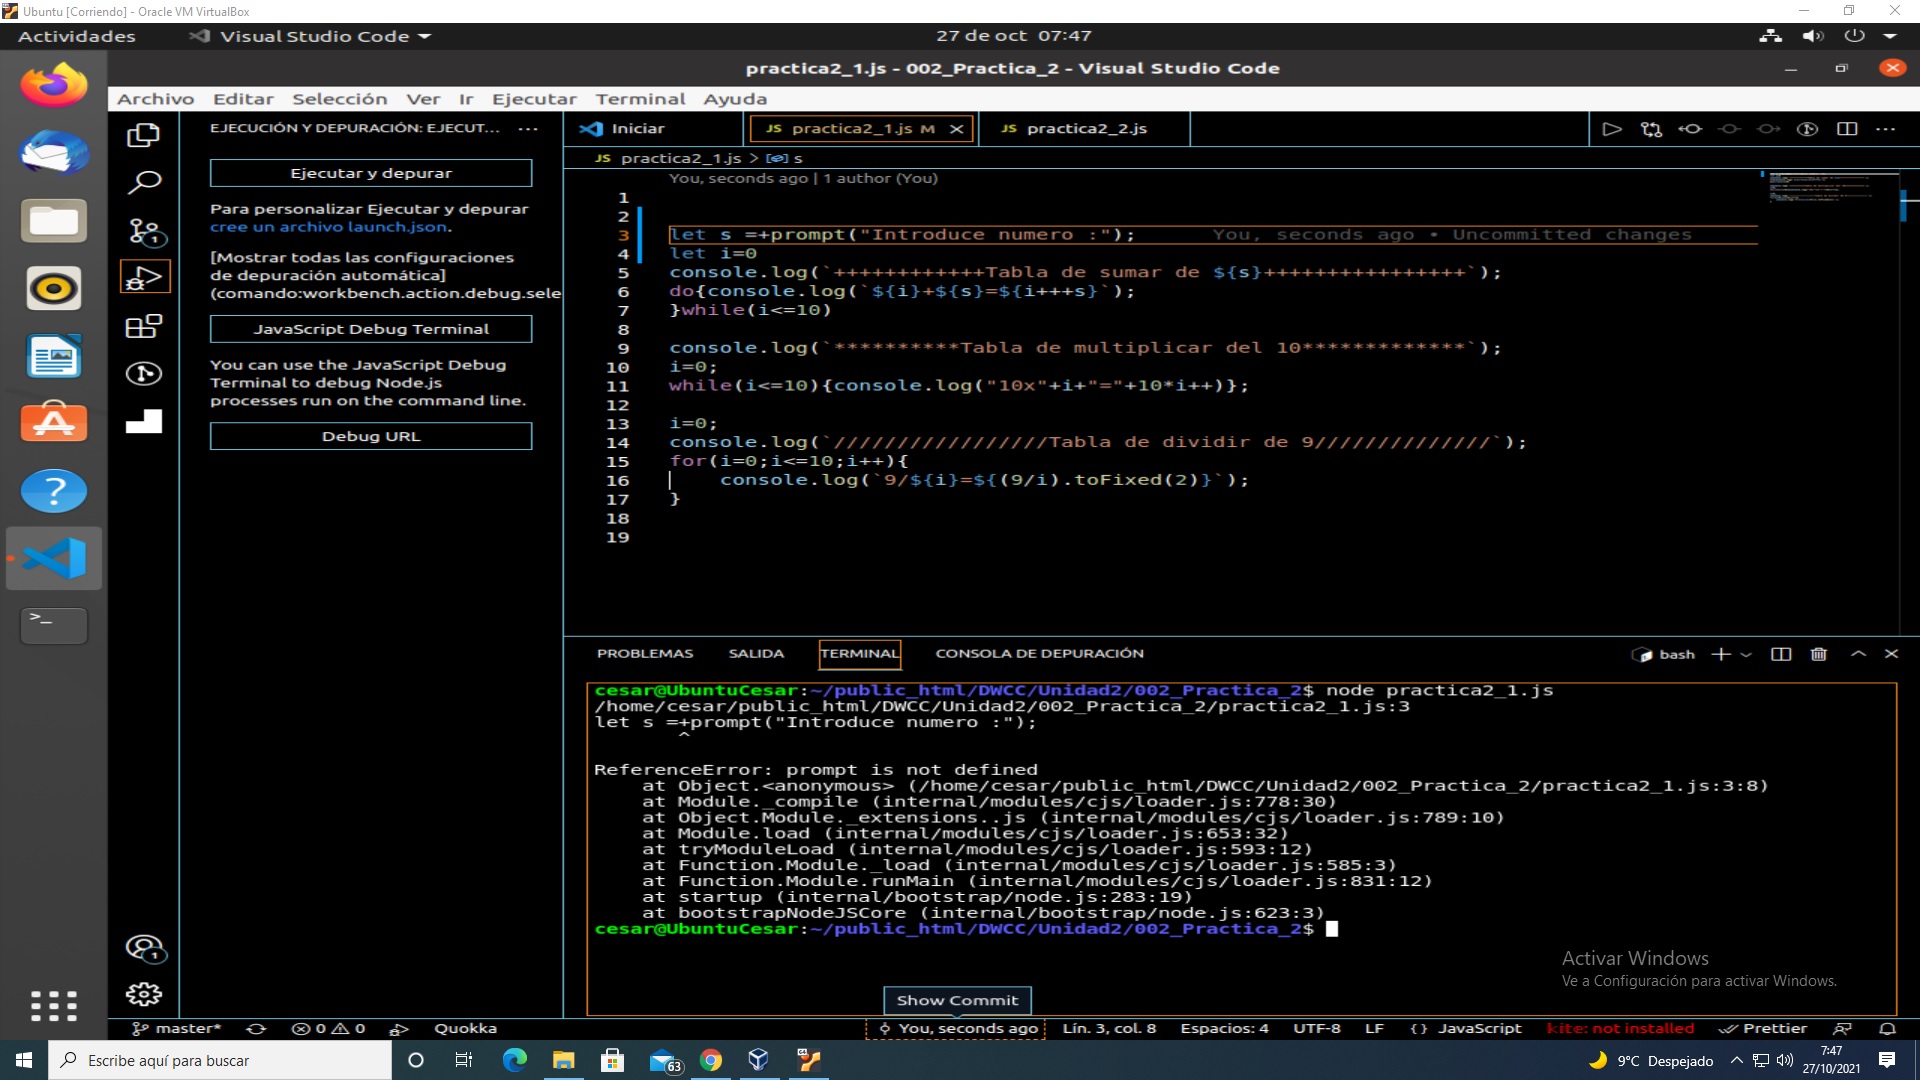 Ubuntu [Corriendo] - Oracle VM VirtualBox
Actividades
Visual Studio Code
27 de oct 07:47
practica2_1.js - 002_Practica_2 - Visual Studio Code
Archivo Editar Selección Ver Ir Ejecutar Terminal Ayuda
EJECUCIÓN Y DEPURACIÓN: EJECUT... ···
Iniciar
JS practica2_1.js M
JS practica2_2.js
JS practica2_1.js > s
Ejecutar y depurar
Para personalizar Ejecutar y depurar
cree un archivo launch.json.
[Mostrar todas las configuraciones
de depuración automática]
(comando:workbench.action.debug.sele
JavaScript Debug Terminal
You can use the JavaScript Debug
Terminal to debug Node.js
processes run on the command line.
Debug URL
You, seconds ago | 1 author (You)
1
2
3 let s =+prompt("Introduce numero :"); You, seconds ago • Uncommitted changes
4 let i=0
5 console.log(`++++++++++++Tabla de sumar de ${s}++++++++++++++++`);
6 do{console.log(`${i}+${s}=${i+++s}`);
7 }while(i<=10)
8
9 console.log(`**********Tabla de multiplicar del 10*************`);
10 i=0;
11 while(i<=10){console.log("10x"+i+"="+10*i++)};
12
13 i=0;
14 console.log(`/////////////////Tabla de dividir de 9//////////////`);
15 for(i=0;i<=10;i++){
16 console.log(`9/${i}=${(9/i).toFixed(2)}`);
17 }
18
19
PROBLEMAS SALIDA TERMINAL CONSOLA DE DEPURACIÓN
bash
cesar@UbuntuCesar:~/public_html/DWCC/Unidad2/002_Practica_2$ node practica2_1.js
/home/cesar/public_html/DWCC/Unidad2/002_Practica_2/practica2_1.js:3
let s =+prompt("Introduce numero :");
^
ReferenceError: prompt is not defined
at Object.<anonymous> (/home/cesar/public_html/DWCC/Unidad2/002_Practica_2/practica2_1.js:3:8)
at Module._compile (internal/modules/cjs/loader.js:778:30)
at Object.Module._extensions..js (internal/modules/cjs/loader.js:789:10)
at Module.load (internal/modules/cjs/loader.js:653:32)
at tryModuleLoad (internal/modules/cjs/loader.js:593:12)
at Function.Module._load (internal/modules/cjs/loader.js:585:3)
at Function.Module.runMain (internal/modules/cjs/loader.js:831:12)
at startup (internal/bootstrap/node.js:283:19)
at bootstrapNodeJSCore (internal/bootstrap/node.js:623:3)
cesar@UbuntuCesar:~/public_html/DWCC/Unidad2/002_Practica_2$
Activar Windows
Ve a Configuración para activar Windows.
Show Commit
master* 0 0 Quokka
You, seconds ago Lín. 3, col. 8 Espacios: 4 UTF-8 LF {} JavaScript kite: not installed Prettier
Escribe aquí para buscar
63
9°C Despejado
7:47
27/10/2021